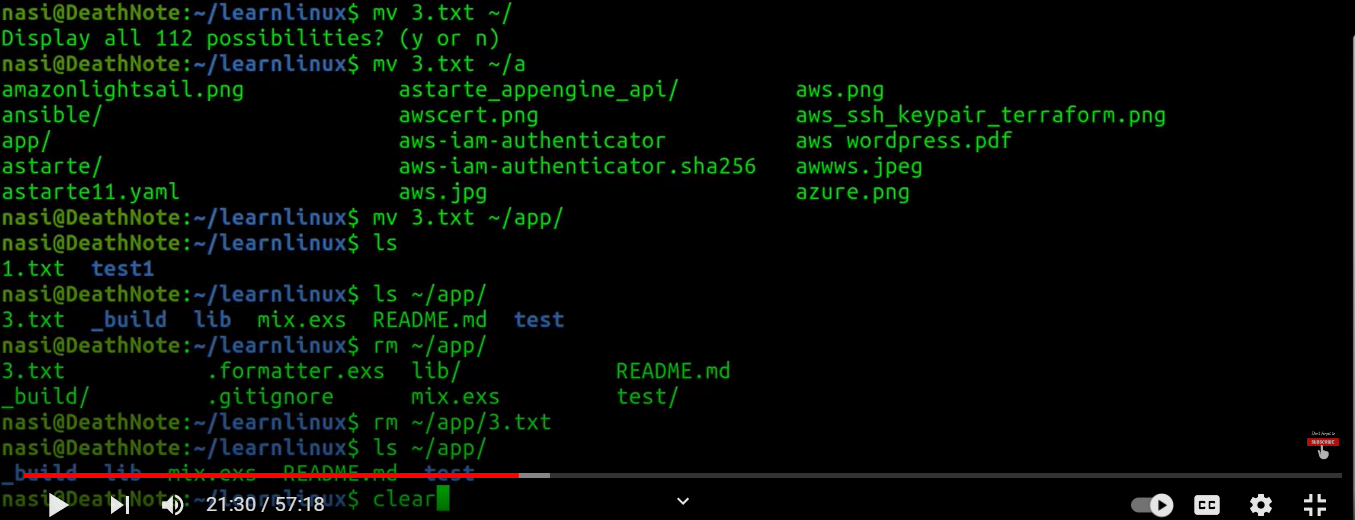 nasi@DeathNote:~/learnlinux$ mv 3.txt ~/
Display all 112 possibilities? (y or n)
nasi@DeathNote:~/learnlinux$ mv 3.txt ~/a
amazonlightsail.png astarte_appengine_api/ aws.png
ansible/ awscert.png aws_ssh_keypair_terraform.png
app/ aws-iam-authenticator aws wordpress.pdf
astarte/ aws-iam-authenticator.sha256 awwws.jpeg
astarte11.yaml aws.jpg azure.png
nasi@DeathNote:~/learnlinux$ mv 3.txt ~/app/
nasi@DeathNote:~/learnlinux$ ls
1.txt test1
nasi@DeathNote:~/learnlinux$ ls ~/app/
3.txt _build lib mix.exs README.md test
nasi@DeathNote:~/learnlinux$ rm ~/app/
3.txt .formatter.exs lib/ README.md
_build/ .gitignore mix.exs test/
nasi@DeathNote:~/learnlinux$ rm ~/app/3.txt
nasi@DeathNote:~/learnlinux$ ls ~/app/
_build lib mix.exs README.md test
nasi@DeathNote:~/learnlinux$ clear
21:30 / 57:18
CC
SUBSCRIBE